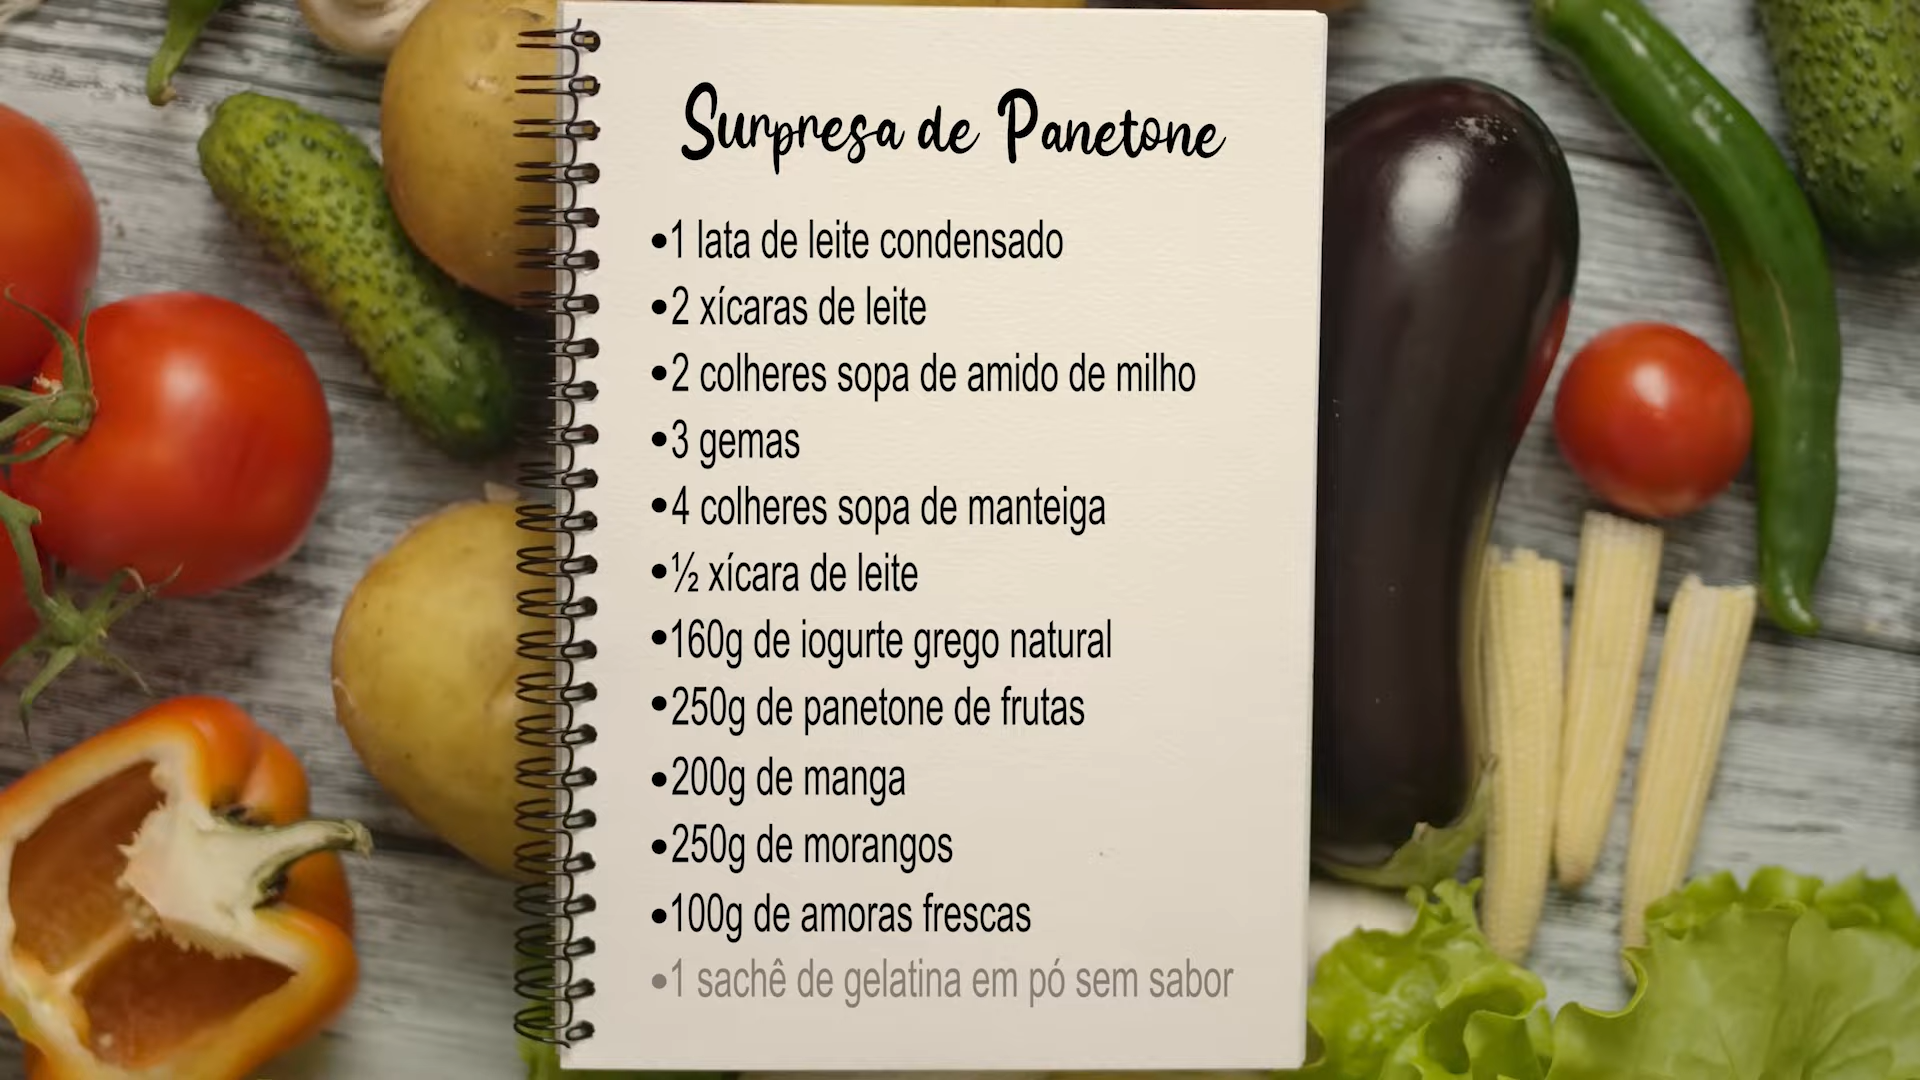 Surpresa de Panetone
•1 lata de leite condensado
•2 xícaras de leite
•2 colheres sopa de amido de milho
•3 gemas
•4 colheres sopa de manteiga
•½ xícara de leite
•160g de iogurte grego natural
•250g de panetone de frutas
•200g de manga
•250g de morangos
•100g de amoras frescas
•1 sachê de gelatina em pó sem sabor